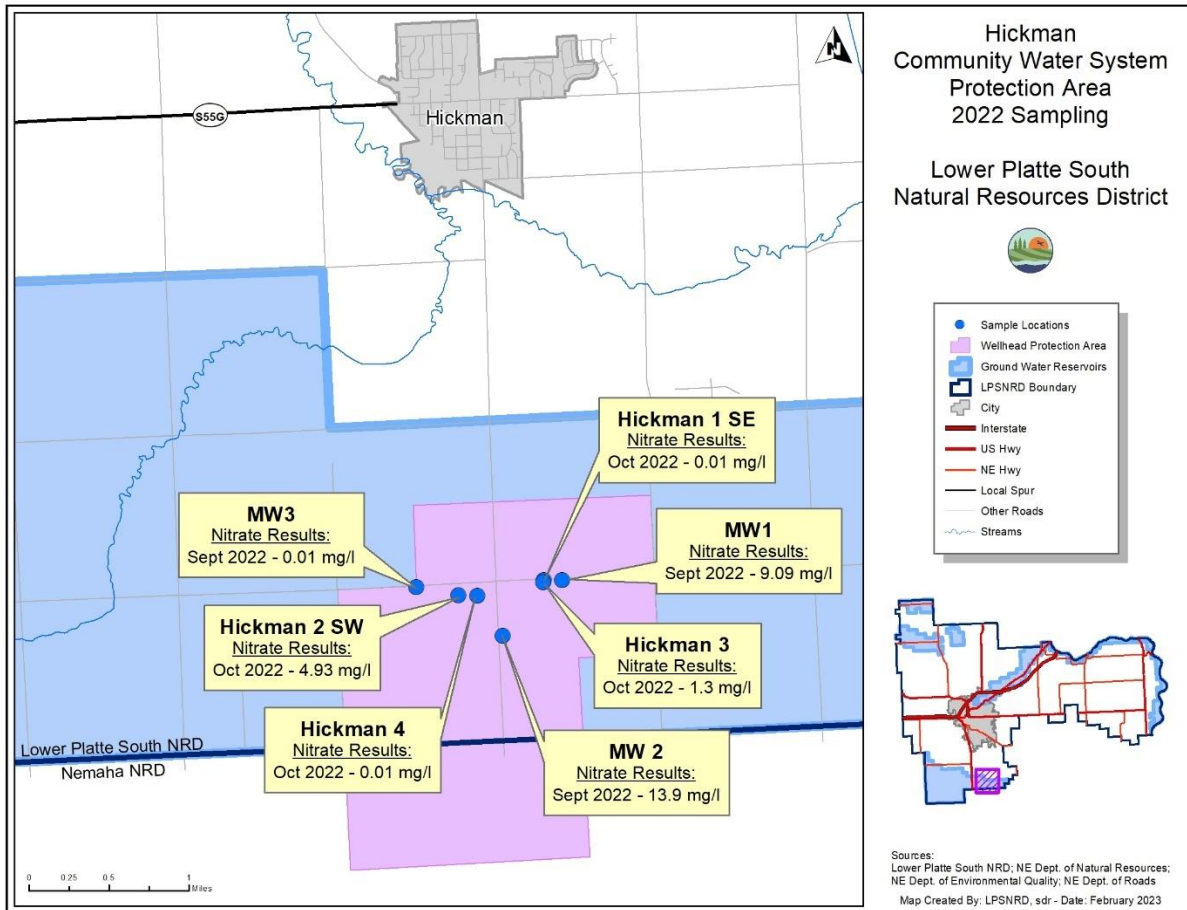 Hickman
Community Water System
Protection Area
2022 Sampling
Lower Platte South
Natural Resources District
N
S55G
Hickman
Hickman 1 SE
Nitrate Results:
Oct 2022 - 0.01 mg/l
MW3
Nitrate Results:
Sept 2022 - 0.01 mg/l
MW1
Nitrate Results:
Sept 2022 - 9.09 mg/l
Hickman 2 SW
Nitrate Results:
Oct 2022 - 4.93 mg/l
Hickman 3
Nitrate Results:
Oct 2022 - 1.3 mg/l
Hickman 4
Nitrate Results:
Oct 2022 - 0.01 mg/l
MW 2
Nitrate Results:
Sept 2022 - 13.9 mg/l
Lower Platte South NRD
Nemaha NRD
0 0.25 0.5 1
Miles
Sample Locations
Wellhead Protection Area
Ground Water Reservoirs
LPSNRD Boundary
City
Interstate
US Hwy
NE Hwy
Local Spur
Other Roads
Streams
Sources:
Lower Platte South NRD; NE Dept. of Natural Resources;
NE Dept. of Environmental Quality; NE Dept. of Roads
Map Created By: LPSNRD, sdr - Date: February 2023